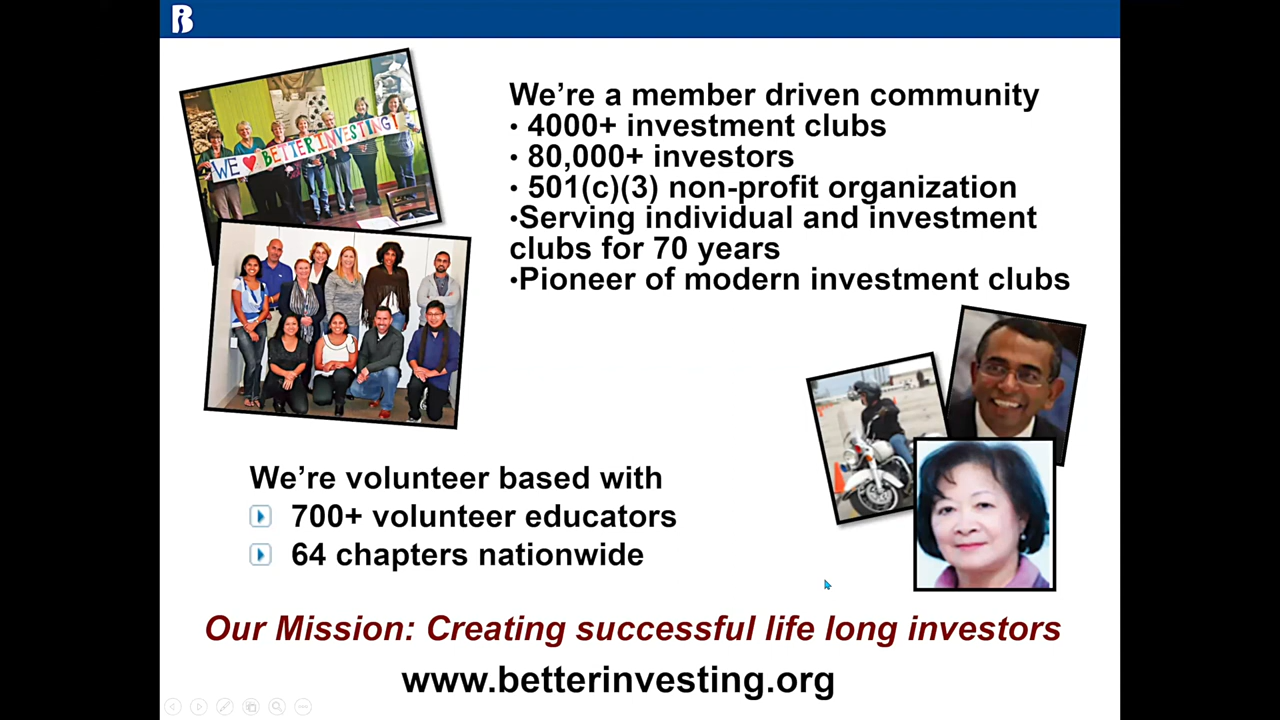 WE ♥ BETTER INVESTING!
We're a member driven community
• 4000+ investment clubs
• 80,000+ investors
• 501(c)(3) non-profit organization
•Serving individual and investment
clubs for 70 years
•Pioneer of modern investment clubs
We're volunteer based with
700+ volunteer educators
64 chapters nationwide
Our Mission: Creating successful life long investors
www.betterinvesting.org